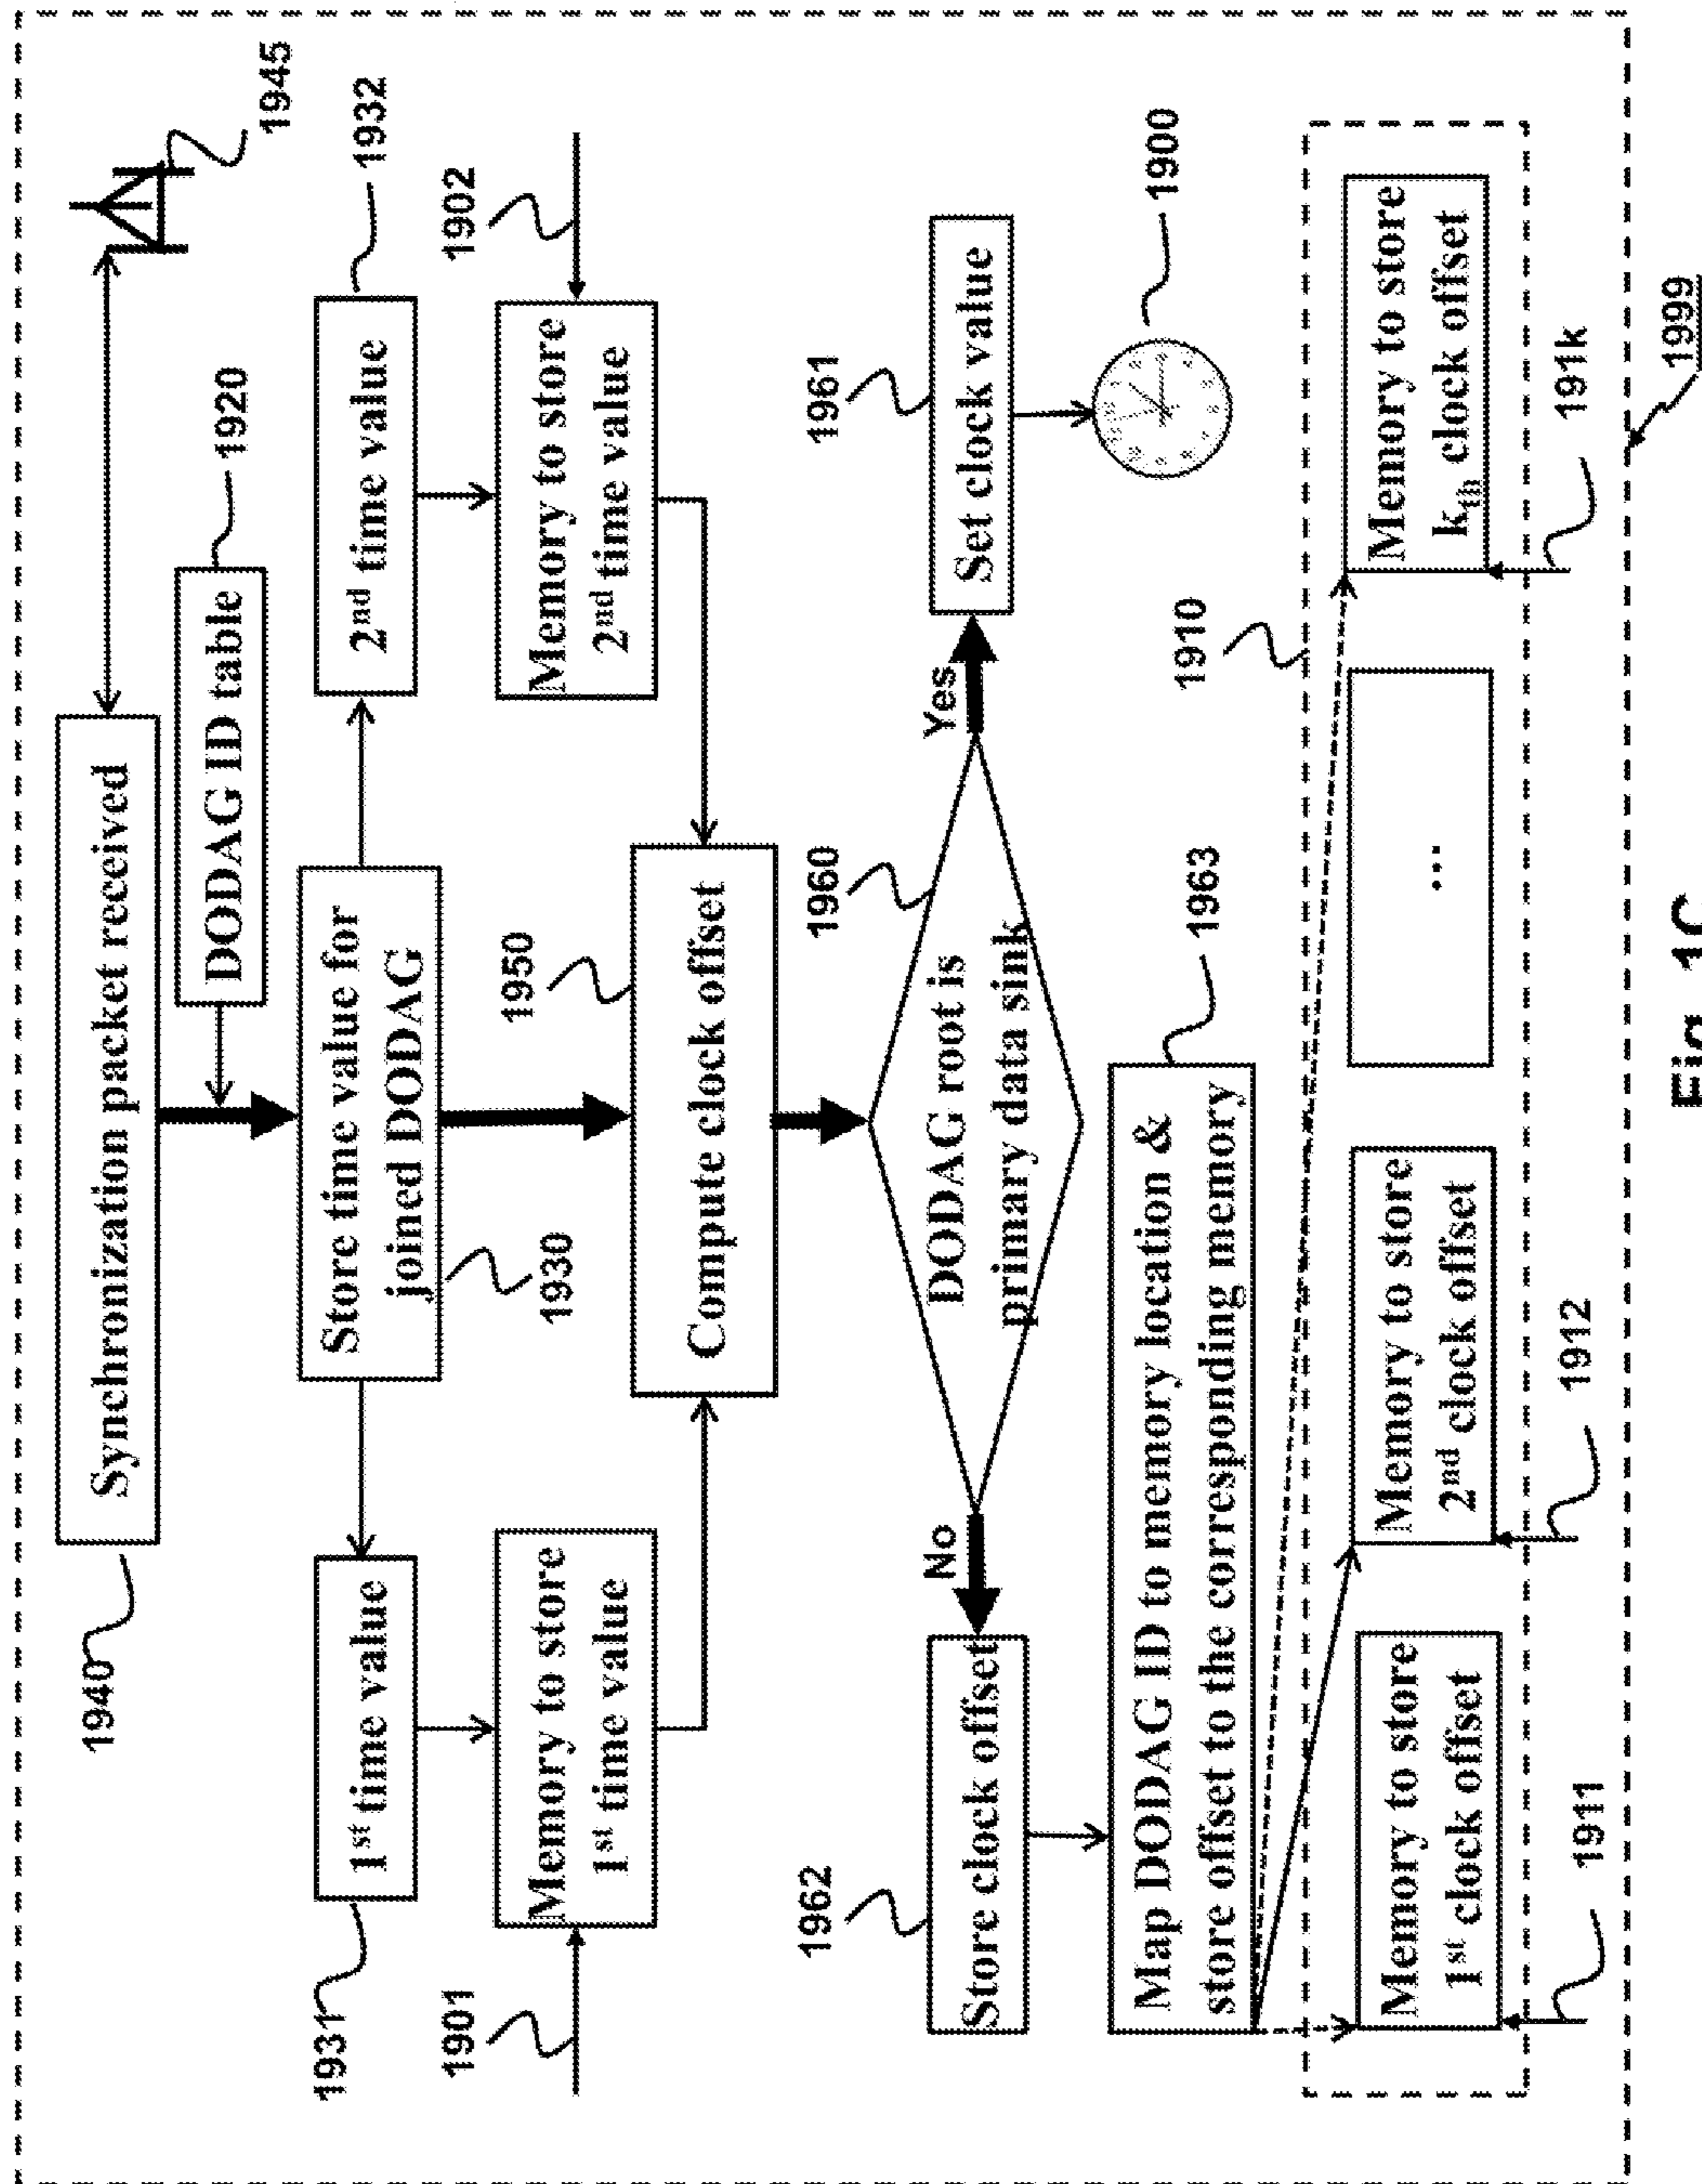 1940
Synchronization packet received
1945
DODAG ID table
1920
1931
1st time value
Store time value for
joined DODAG
1930
2nd time value
1932
1901
Memory to store
1st time value
Memory to store
2nd time value
1902
1950
Compute clock offset
1962
Store clock offset
No
DODAG root is
primary data sink
1960
Yes
Set clock value
1961
1900
Map DODAG ID to memory location &
store offset to the corresponding memory
1963
1910
Memory to store
1st clock offset
1911
Memory to store
2nd clock offset
1912
...
Memory to store
kth clock offset
191k
1999
Fig. 1C